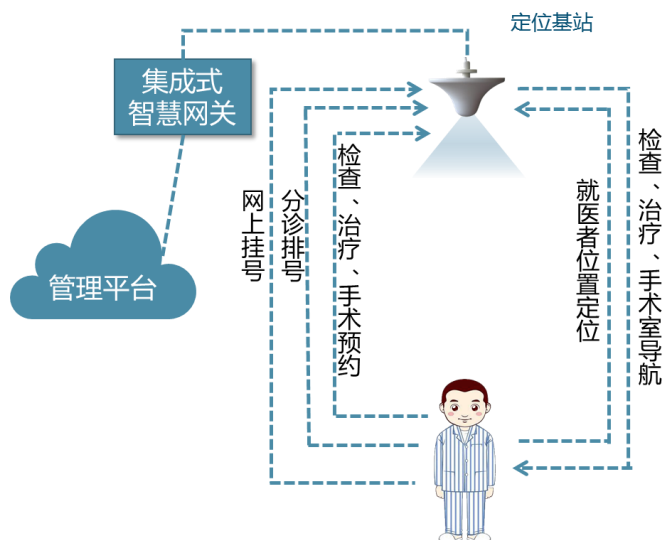 定位基站
集成式
智慧网关
管理平台
网上挂号
分诊排号
检查、治疗、手术预约
就医者位置定位
检查、治疗、手术室导航